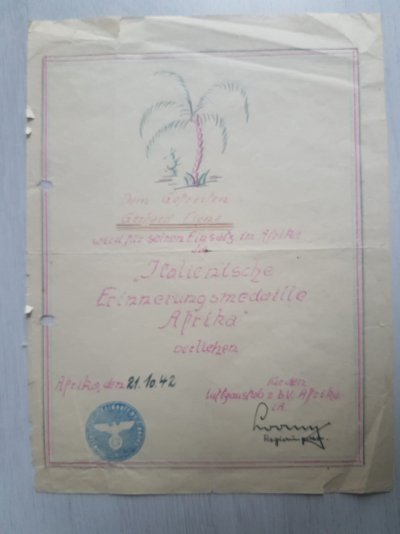 Dem Gefreiten
Gerhard
wird für seinen Einsatz in Afrika
die
"Italienische
Erinnerungsmedaille
Afrika"
verliehen
Afrika, den 21.10.42
Für den
Luftgaustab z.b.V. Afrika
i.A.